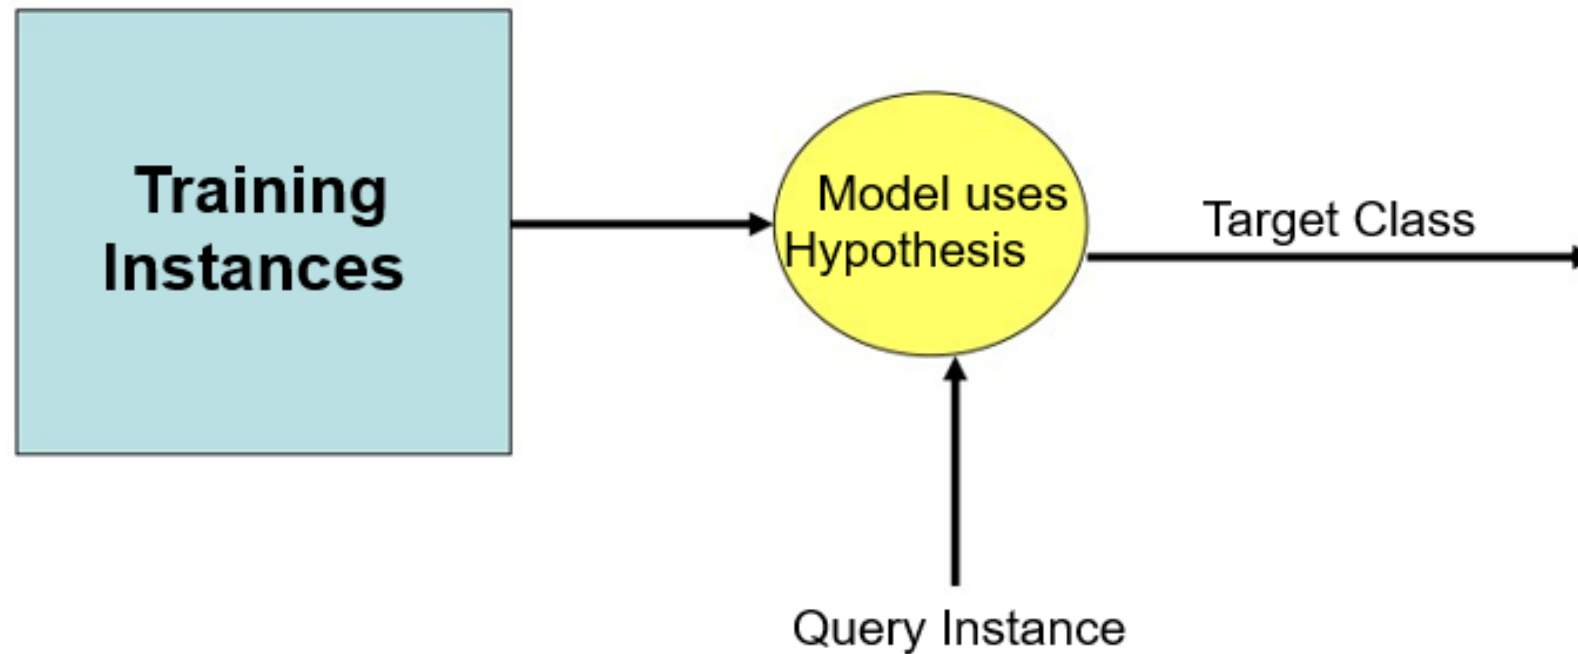 Training
Instances
Model uses
Hypothesis
Target Class
Query Instance